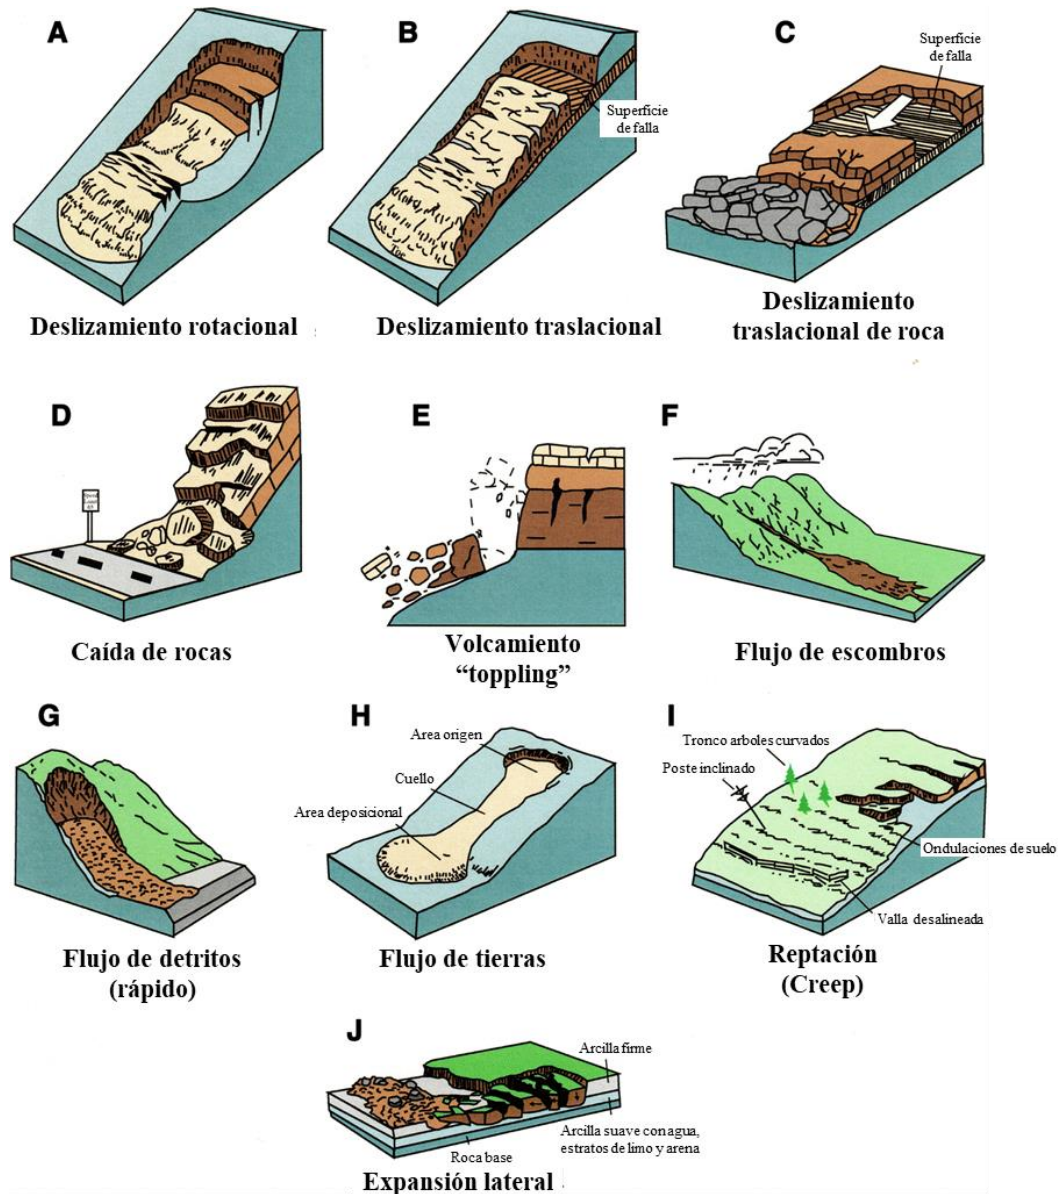 A
B
C
Superficie
de falla
Superficie
de falla
Deslizamiento rotacional
Deslizamiento traslacional
Deslizamiento
traslacional de roca
D
E
F
Caída de rocas
Volcamiento
“toppling”
Flujo de escombros
G
H
I
Area origen
Cuello
Area deposicional
Tronco arboles curvados
Poste inclinado
Ondulaciones de suelo
Valla desalineada
Flujo de detritos
(rápido)
Flujo de tierras
Reptación
(Creep)
J
Arcilla firme
Arcilla suave con agua,
estratos de limo y arena
Roca base
Expansión lateral